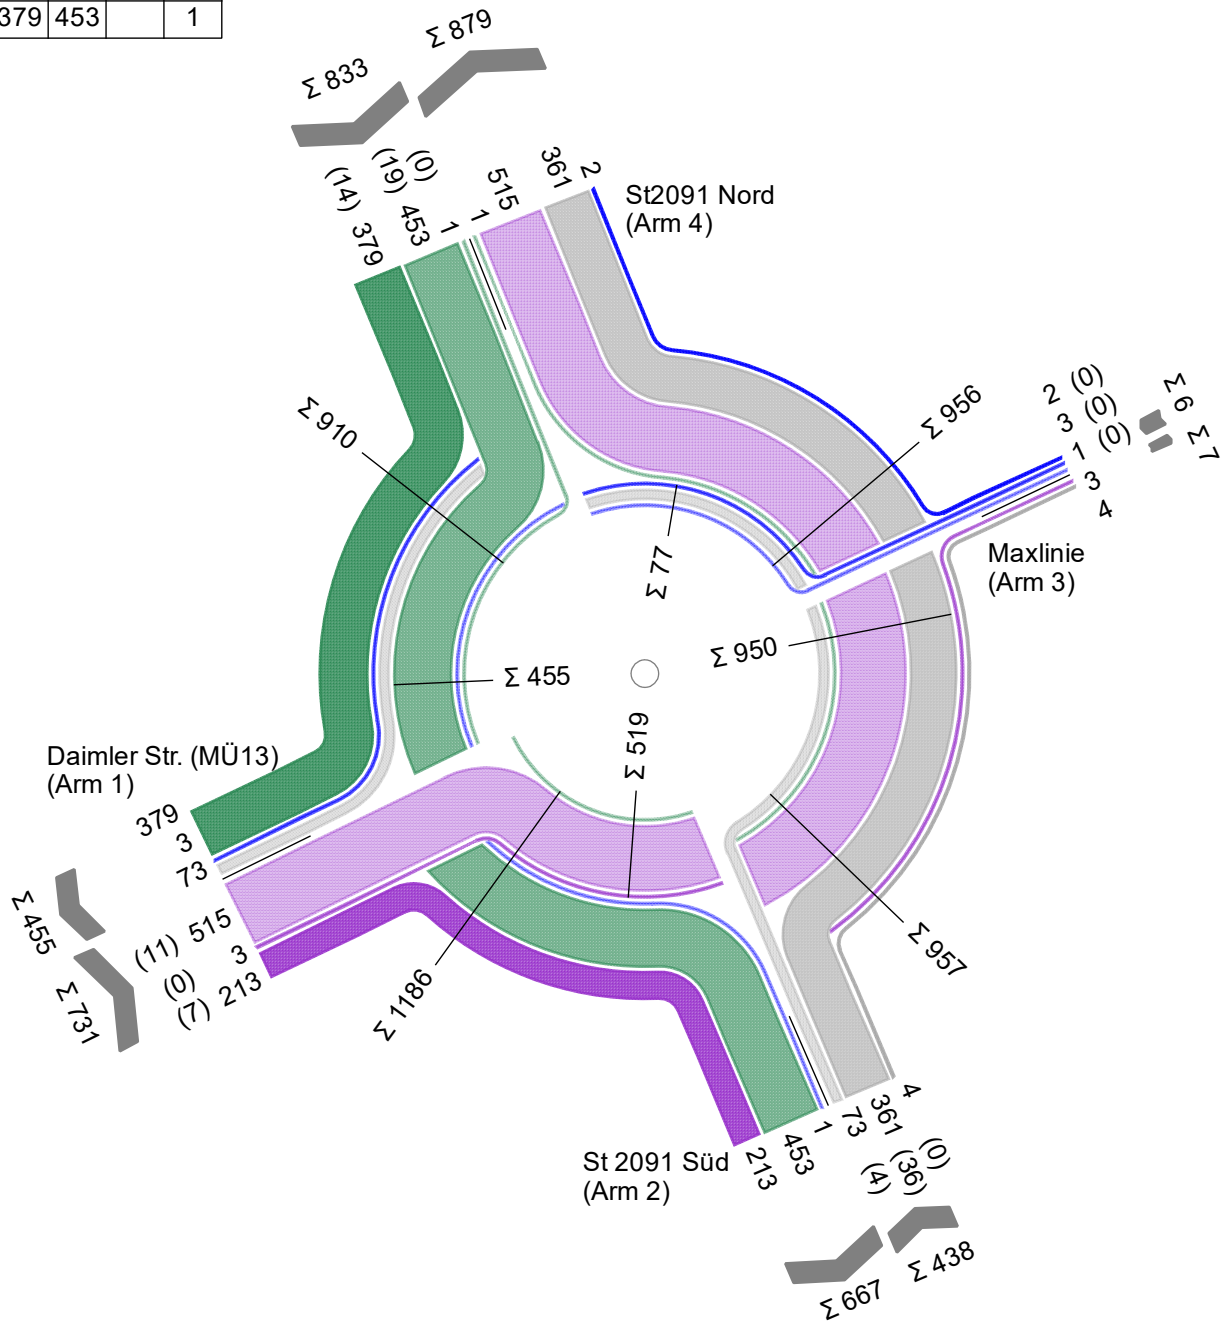 379 453 1
Σ 879
Σ 833
(0)
(19)
(14)
379
453
1
1
515
361
2
St2091 Nord
(Arm 4)
2 (0)
3 (0)
1 (0)
3
4
Σ 6
Σ 7
Maxlinie
(Arm 3)
Σ 910
Σ 956
Σ 77
Σ 950
Σ 455
Σ 519
Σ 957
Σ 1186
Daimler Str. (MÜ13)
(Arm 1)
379
3
73
(11) 515
(0) 3
(7) 213
Σ 455
Σ 731
St 2091 Süd
(Arm 2)
213
453
1
73
361
4
(4)
(36)
(0)
Σ 667
Σ 438